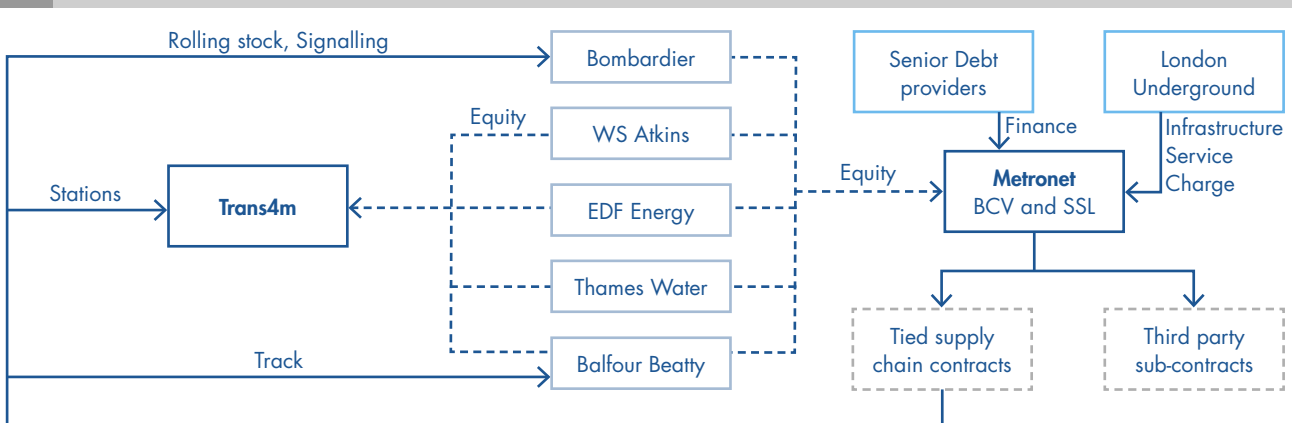 Rolling stock, Signalling
Bombardier
Senior Debt
providers
London
Underground
Equity
WS Atkins
Finance
Infrastructure
Service
Charge
Stations
Trans4m
EDF Energy
Equity
Metronet
BCV and SSL
Thames Water
Track
Balfour Beatty
Tied supply
chain contracts
Third party
sub-contracts